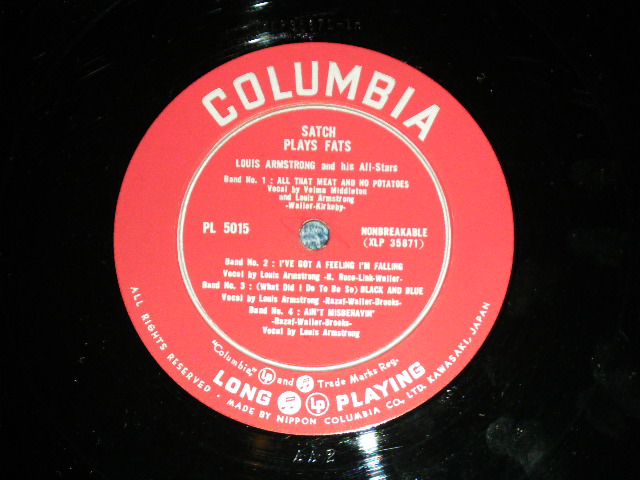 COLUMBIA
SATCH
PLAYS FATS
LOUIS ARMSTRONG and his All-Stars
Band No. 1 : ALL THAT MEAT AND NO POTATOES
Vocal by Velma Middleton
and Louis Armstrong
-Waller-Kirkeby-
PL 5015
NONBREAKABLE
(XLP 35871)
Band No. 2 : I'VE GOT A FEELING I'M FALLING
Vocal by Louis Armstrong -B. Rose-Link-Waller-
Band No. 3 : (What Did I Do To Be So) BLACK AND BLUE
Vocal by Louis Armstrong -Razaf-Waller-Brooks-
Band No. 4 : AIN'T MISBEHAVIN'
-Razaf-Waller-Brooks-
Vocal by Louis Armstrong
"Columbia," LP and Trade Marks Reg.
LONG LP PLAYING
ALL RIGHTS RESERVED · MADE BY NIPPON COLUMBIA CO., LTD. KAWASAKI, JAPAN